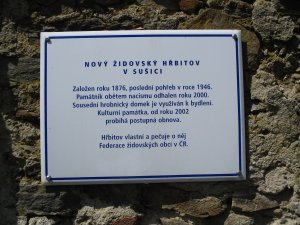 NOVÝ ŽIDOVSKÝ HŘBITOV
V SUŠICI
Založen roku 1876, poslední pohřeb v roce 1946.
Památník obětem nacismu odhalen roku 2000.
Sousední hrobnický domek je využíván k bydlení.
Kulturní památka, od roku 2002
probíhá postupná obnova.
Hřbitov vlastní a pečuje o něj
Federace židovských obcí v ČR.